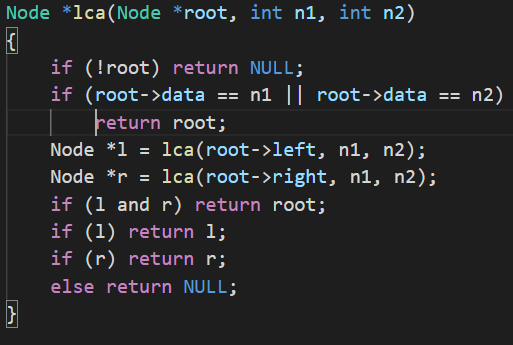 Node *lca(Node *root, int n1, int n2)
{
    if (!root) return NULL;
    if (root->data == n1 || root->data == n2)
        return root;
    Node *l = lca(root->left, n1, n2);
    Node *r = lca(root->right, n1, n2);
    if (l and r) return root;
    if (l) return l;
    if (r) return r;
    else return NULL;
}